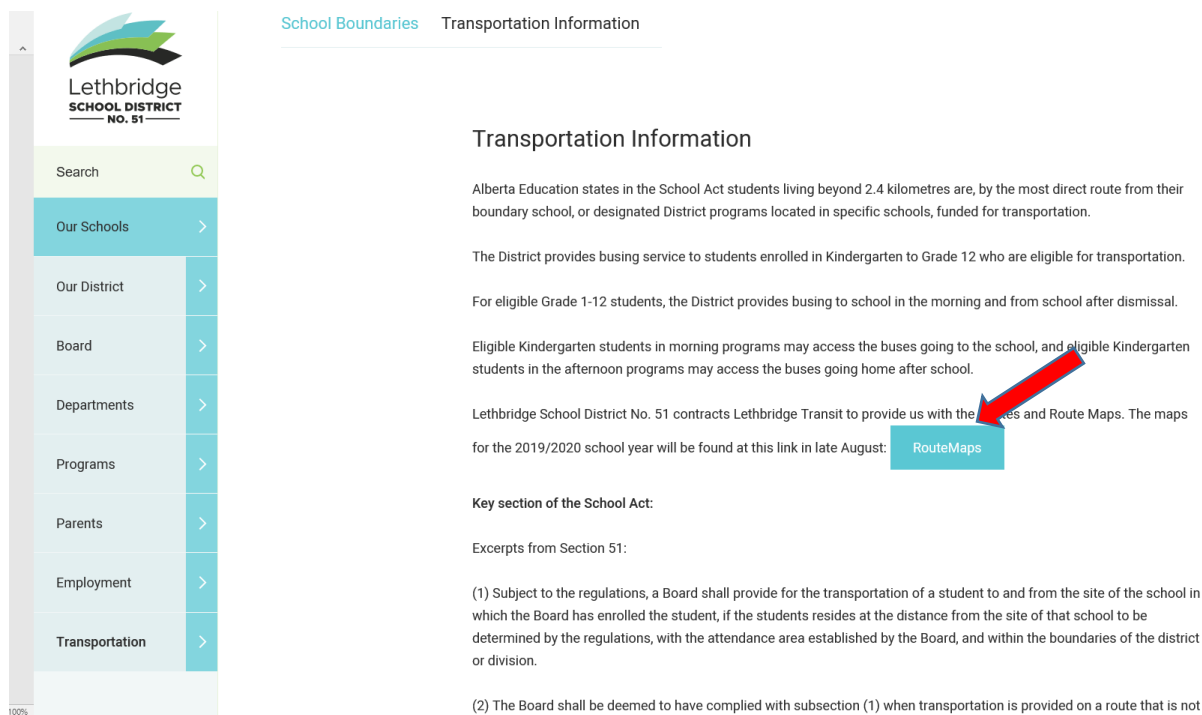 School Boundaries Transportation Information
Lethbridge
SCHOOL DISTRICT
NO. 51
Search
Our Schools
Our District
Board
Departments
Programs
Parents
Employment
Transportation
100%
Transportation Information
Alberta Education states in the School Act students living beyond 2.4 kilometres are, by the most direct route from their
boundary school, or designated District programs located in specific schools, funded for transportation.
The District provides busing service to students enrolled in Kindergarten to Grade 12 who are eligible for transportation.
For eligible Grade 1-12 students, the District provides busing to school in the morning and from school after dismissal.
Eligible Kindergarten students in morning programs may access the buses going to the school, and eligible Kindergarten
students in the afternoon programs may access the buses going home after school.
Lethbridge School District No. 51 contracts Lethbridge Transit to provide us with the and Route Maps. The maps
for the 2019/2020 school year will be found at this link in late August: RouteMaps
Key section of the School Act:
Excerpts from Section 51:
(1) Subject to the regulations, a Board shall provide for the transportation of a student to and from the site of the school in
which the Board has enrolled the student, if the students resides at the distance from the site of that school to be
determined by the regulations, with the attendance area established by the Board, and within the boundaries of the district
or division.
(2) The Board shall be deemed to have complied with subsection (1) when transportation is provided on a route that is not